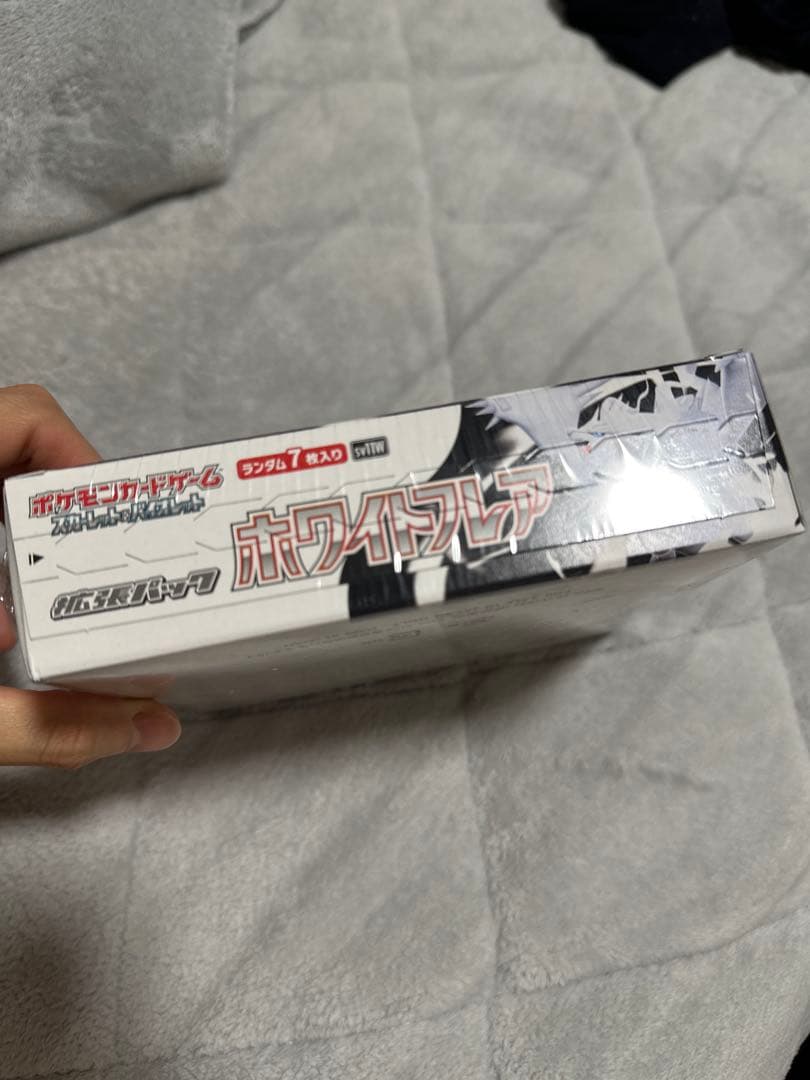 ポケモンカードゲーム
スカーレット&バイオレット
ランダム7枚入り
sv11W
拡張パック
ホワイトフレア